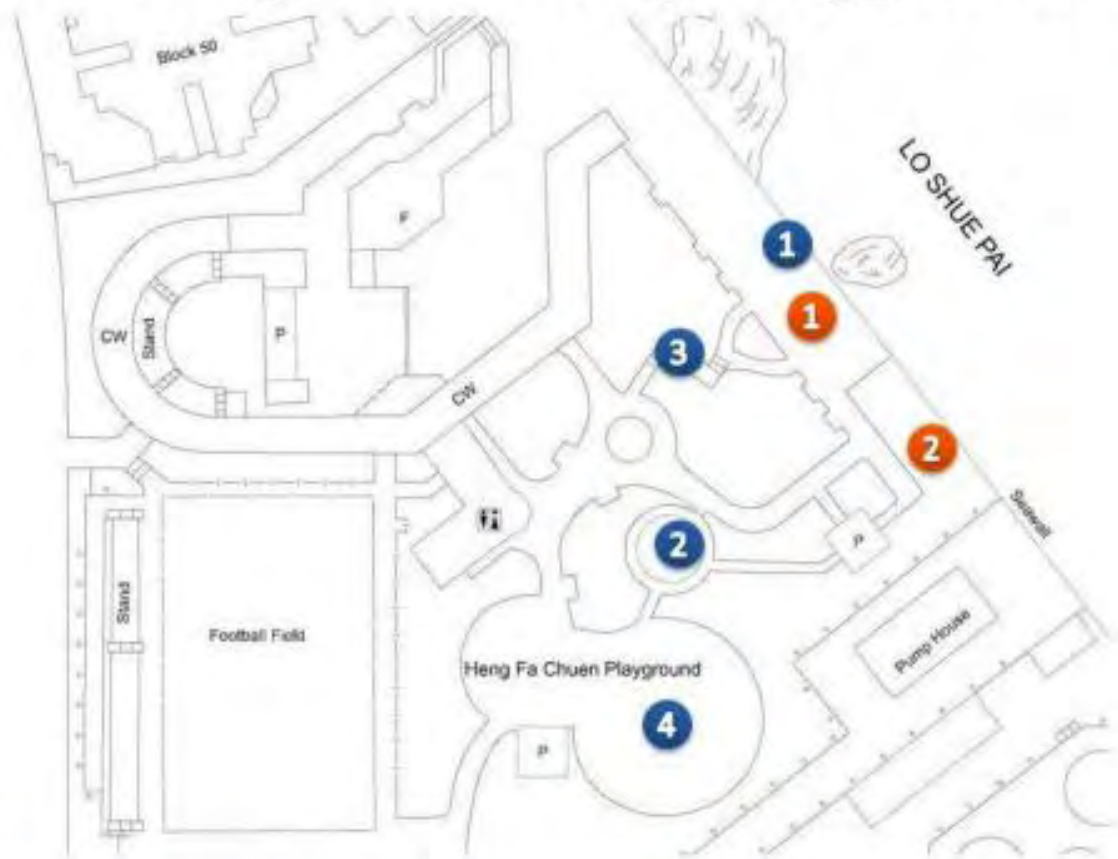 Block 50
LO SHUE PAI
1
F
1
CW
Stand
P
3
CW
2
Seawall
2
P
Stand
Football Field
Pump House
Heng Fa Chuen Playground
4
P